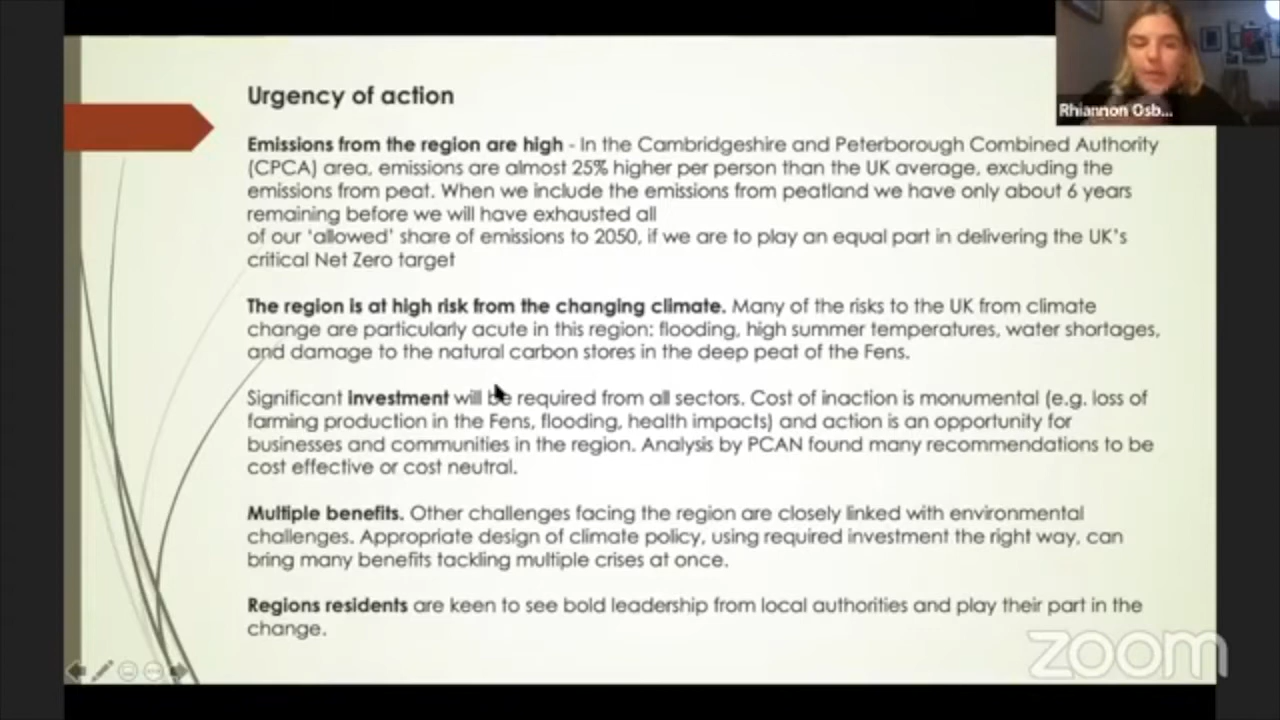 Urgency of action
Rhiannon Osb...
Emissions from the region are high - In the Cambridgeshire and Peterborough Combined Authority
(CPCA) area, emissions are almost 25% higher per person than the UK average, excluding the
emissions from peat. When we include the emissions from peatland we have only about 6 years
remaining before we will have exhausted all
of our ‘allowed’ share of emissions to 2050, if we are to play an equal part in delivering the UK’s
critical Net Zero target
The region is at high risk from the changing climate. Many of the risks to the UK from climate
change are particularly acute in this region: flooding, high summer temperatures, water shortages,
and damage to the natural carbon stores in the deep peat of the Fens.
Significant investment will be required from all sectors. Cost of inaction is monumental (e.g. loss of
farming production in the Fens, flooding, health impacts) and action is an opportunity for
businesses and communities in the region. Analysis by PCAN found many recommendations to be
cost effective or cost neutral.
Multiple benefits. Other challenges facing the region are closely linked with environmental
challenges. Appropriate design of climate policy, using required investment the right way, can
bring many benefits tackling multiple crises at once.
Regions residents are keen to see bold leadership from local authorities and play their part in the
change.
zoom